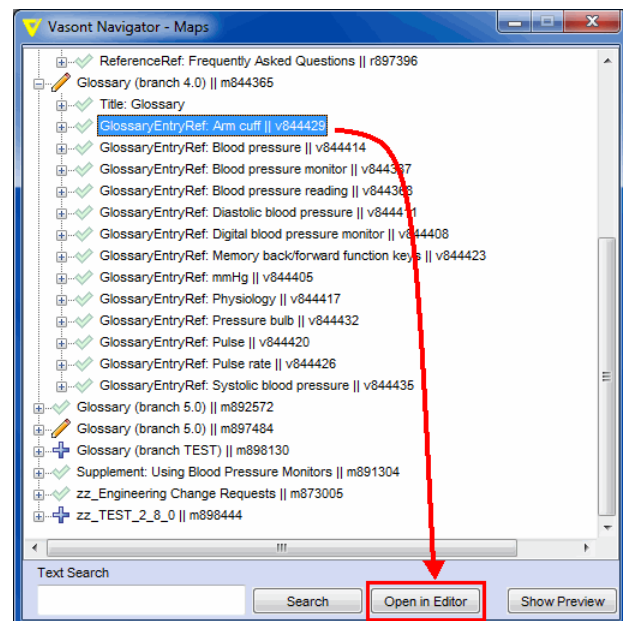 Vasont Navigator - Maps
ReferenceRef: Frequently Asked Questions || r897396
Glossary (branch 4.0) || m844365
Title: Glossary
GlossaryEntryRef: Arm cuff || v844429
GlossaryEntryRef: Blood pressure || v844414
GlossaryEntryRef: Blood pressure monitor || v844387
GlossaryEntryRef: Blood pressure reading || v844368
GlossaryEntryRef: Diastolic blood pressure || v844411
GlossaryEntryRef: Digital blood pressure monitor || v844408
GlossaryEntryRef: Memory back/forward function keys || v844423
GlossaryEntryRef: mmHg || v844405
GlossaryEntryRef: Physiology || v844417
GlossaryEntryRef: Pressure bulb || v844432
GlossaryEntryRef: Pulse || v844420
GlossaryEntryRef: Pulse rate || v844426
GlossaryEntryRef: Systolic blood pressure || v844435
Glossary (branch 5.0) || m892572
Glossary (branch 5.0) || m897484
Glossary (branch TEST) || m898130
Supplement: Using Blood Pressure Monitors || m891304
zz_Engineering Change Requests || m873005
zz_TEST_2_8_0 || m898444
Text Search
Search Open in Editor Show Preview